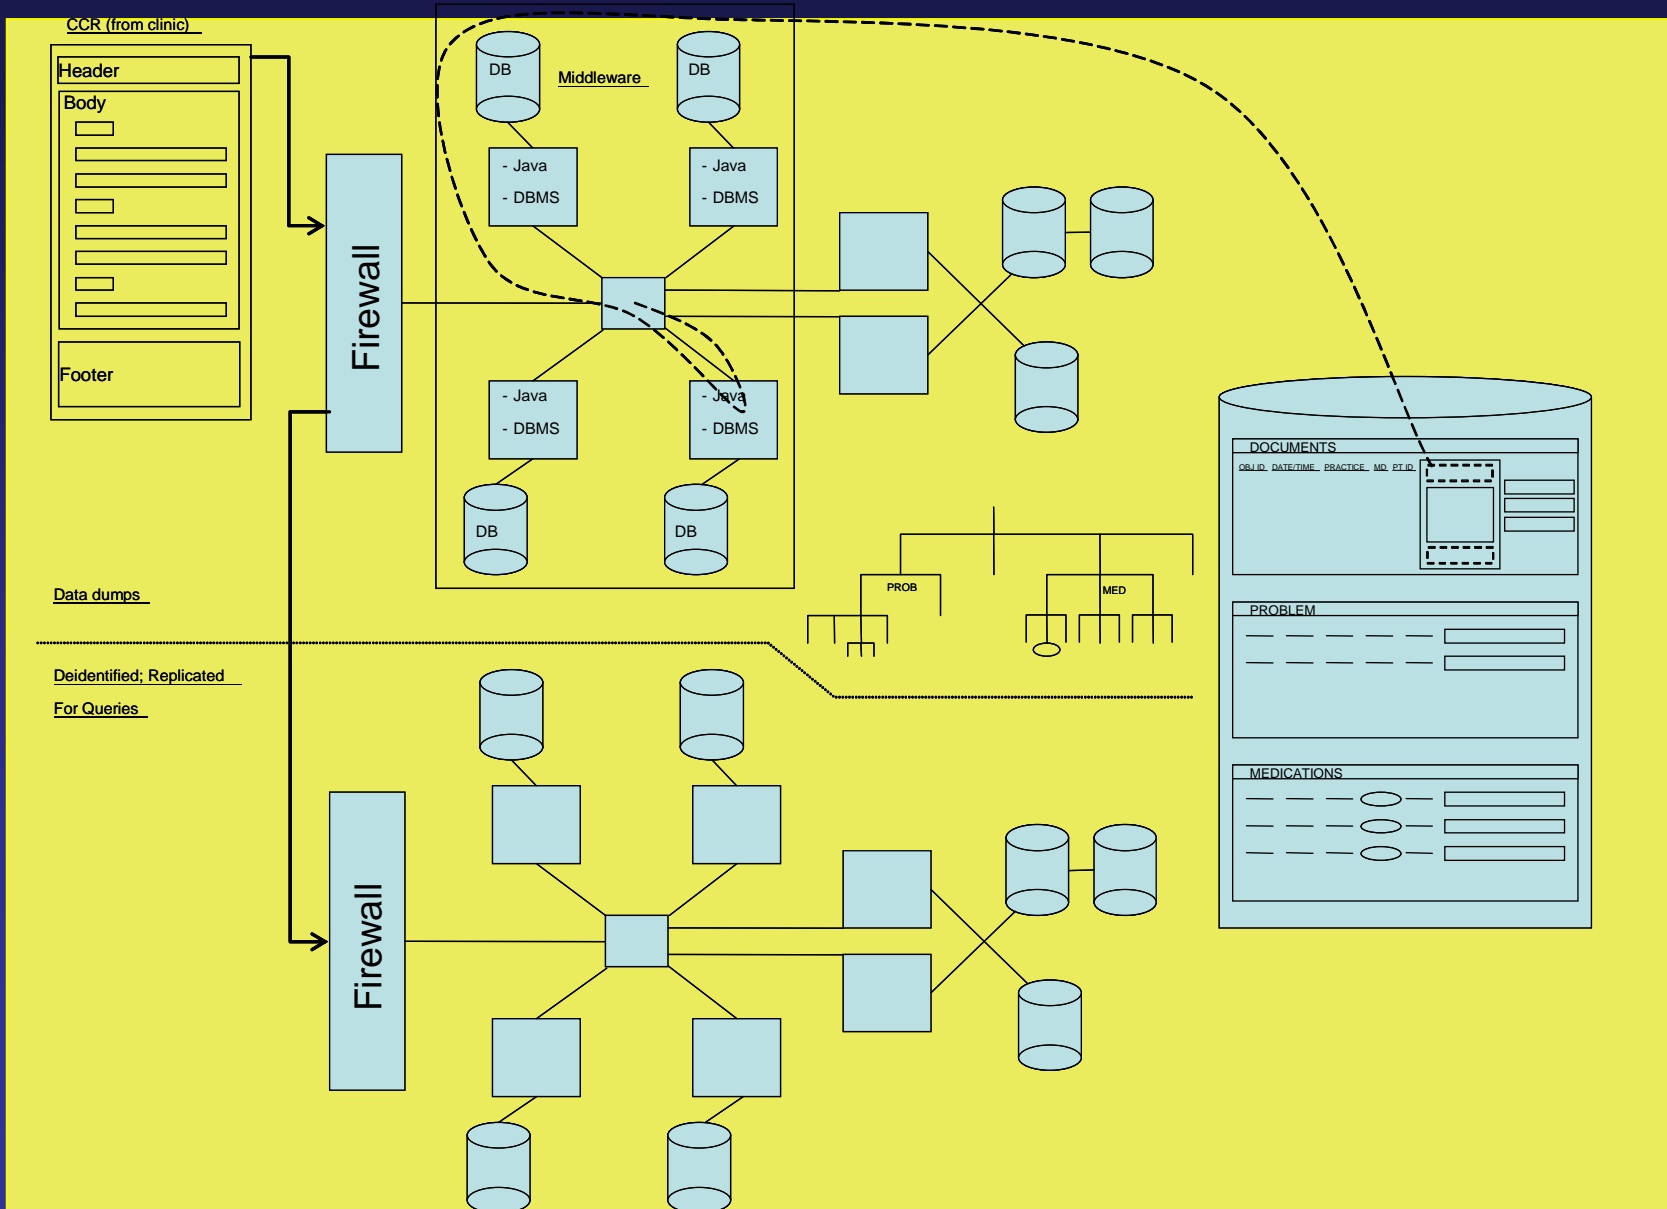 CCR (from clinic)
Header
Body
Footer
Firewall
Middleware
DB
DB
- Java
- DBMS
- Java
- DBMS
- Java
- DBMS
- Java
- DBMS
DB
DB
Data dumps
Deidentified; Replicated
For Queries
PROB
MED
DOCUMENTS
OBJ ID DATE/TIME PRACTICE MD PT ID
PROBLEM
MEDICATIONS
Firewall